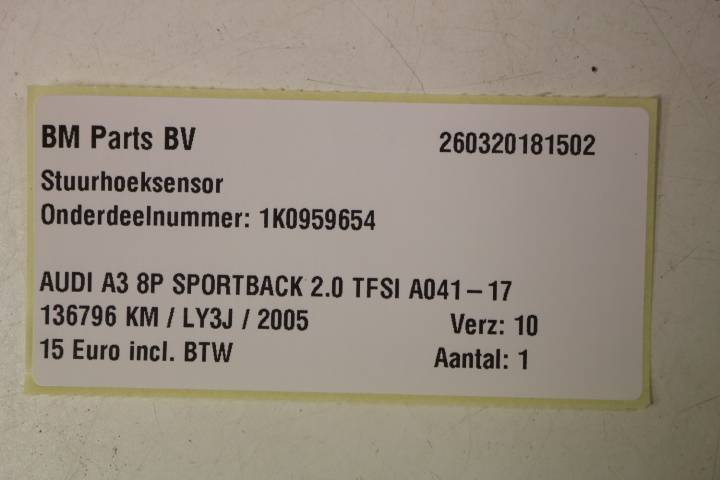 BM Parts BV 260320181502
Stuurhoeksensor
Onderdeelnummer: 1K0959654
AUDI A3 8P SPORTBACK 2.0 TFSI A041-17
136796 KM / LY3J / 2005 Verz: 10
15 Euro incl. BTW Aantal: 1